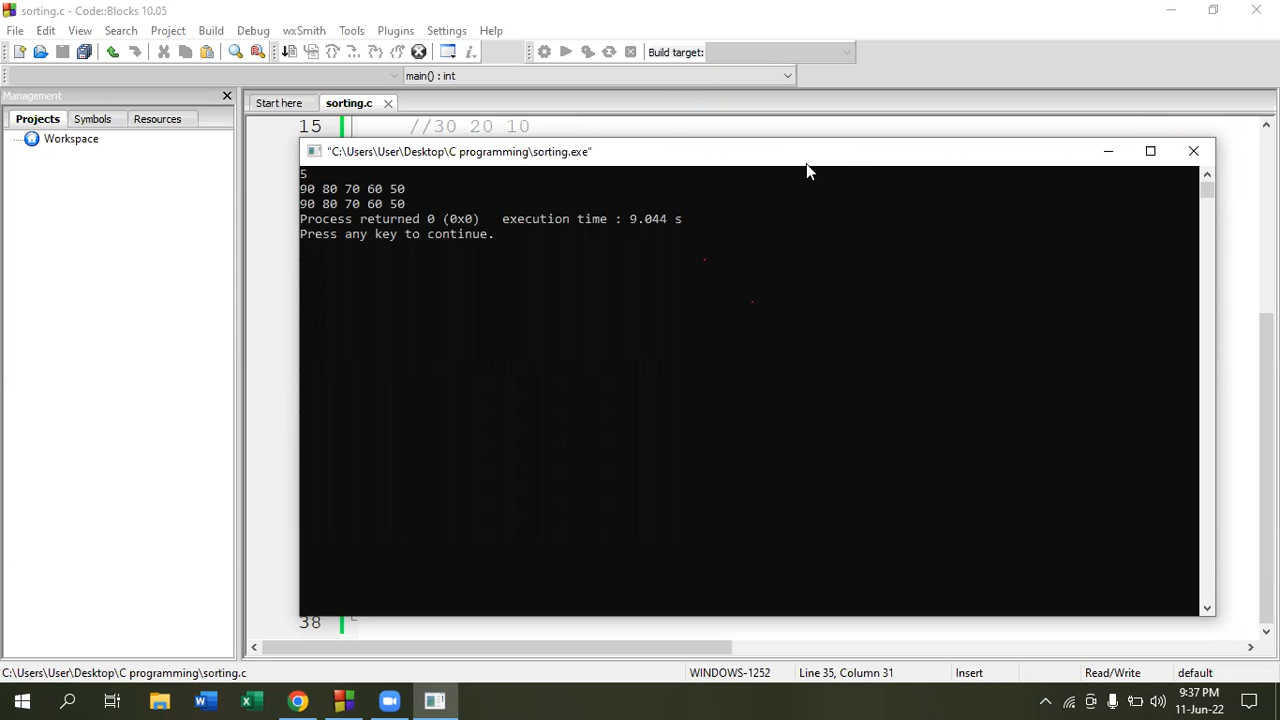 sorting.c - Code::Blocks 10.05
File Edit View Search Project Build Debug wxSmith Tools Plugins Settings Help
Build target:
main() : int
Management
Projects Symbols Resources
Workspace
Start here sorting.c
15 //30 20 10
"C:\Users\User\Desktop\C programming\sorting.exe"
5
90 80 70 60 50
90 80 70 60 50
Process returned 0 (0x0) execution time : 9.044 s
Press any key to continue.
38
C:\Users\User\Desktop\C programming\sorting.c WINDOWS-1252 Line 35, Column 31 Insert Read/Write default
9:37 PM
11-Jun-22